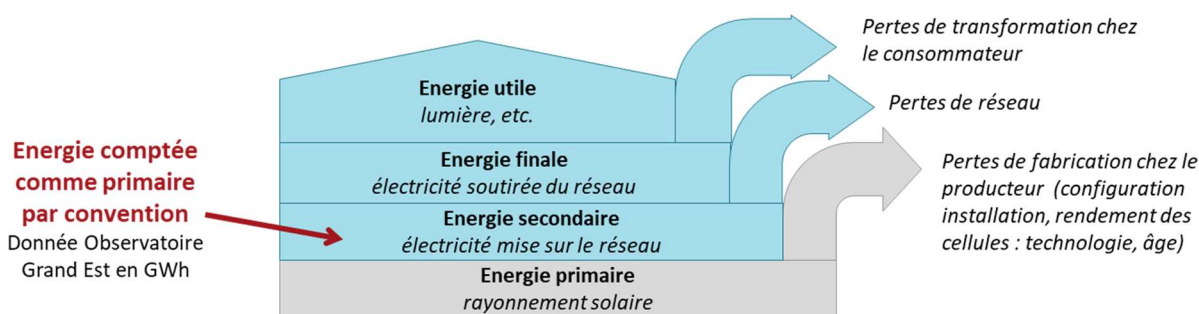 Pertes de transformation chez
le consommateur
Energie utile
lumière, etc.
Pertes de réseau
Energie comptée
comme primaire
par convention
Donnée Observatoire
Grand Est en GWh
Energie finale
électricité soutirée du réseau
Pertes de fabrication chez le
producteur (configuration
installation, rendement des
cellules : technologie, âge)
Energie secondaire
électricité mise sur le réseau
Energie primaire
rayonnement solaire